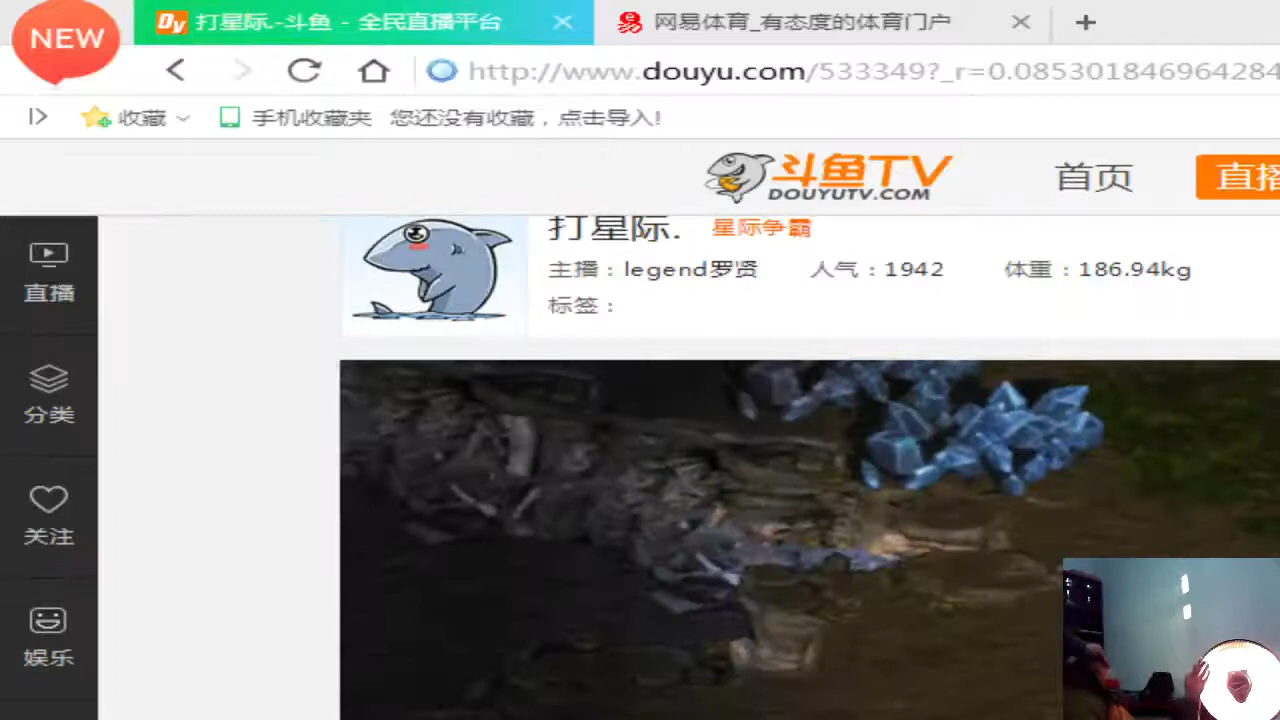 NEW
Dy 打星际.-斗鱼 - 全民直播平台
网易体育_有态度的体育门户
http://www.douyu.com/533349?_r=0.085301846964284
收藏
手机收藏夹
您还没有收藏，点击导入!
斗鱼TV
DOUYUTV.COM
首页
直播
打星际.
星际争霸
主播：legend罗贤
人气：1942
体重：186.94kg
标签：
直播
分类
关注
娱乐